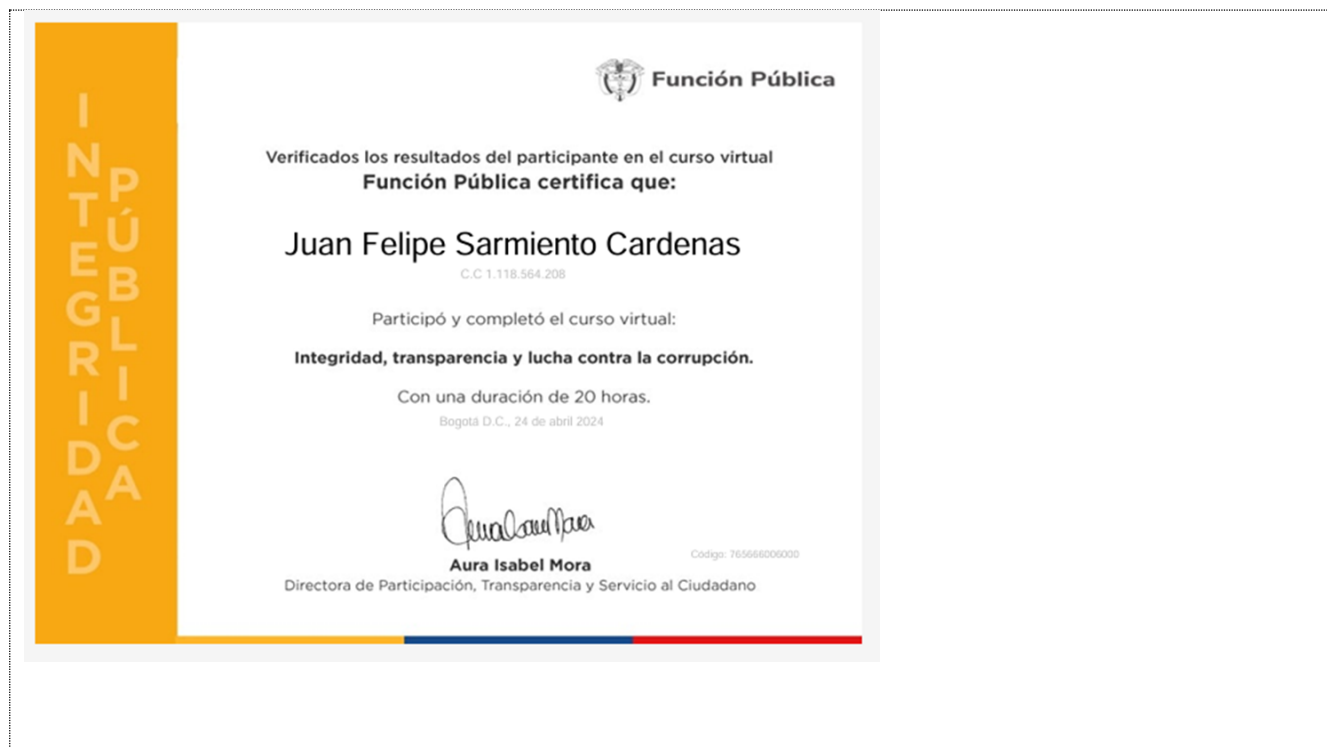 INTEGRIDAD
PÚBLICA
Función Pública
Verificados los resultados del participante en el curso virtual
Función Pública certifica que:
Juan Felipe Sarmiento Cardenas
C.C 1.118.564.208
Participó y completó el curso virtual:
Integridad, transparencia y lucha contra la corrupción.
Con una duración de 20 horas.
Bogotá D.C., 24 de abril 2024
Aura Isabel Mora
Código: 765666006000
Directora de Participación, Transparencia y Servicio al Ciudadano